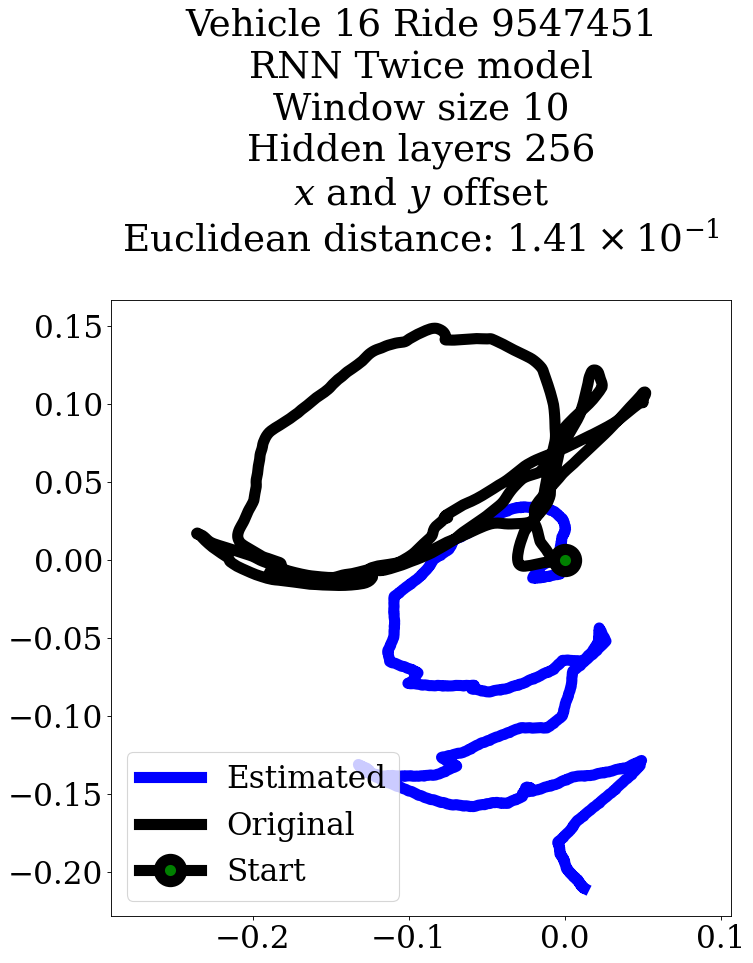 Vehicle 16 Ride 9547451
RNN Twice model
Window size 10
Hidden layers 256
x and y offset
Euclidean distance: 1.41 × 10⁻¹
0.15
0.10
0.05
0.00
−0.05
−0.10
−0.15
−0.20
Estimated
Original
Start
−0.2
−0.1
0.0
0.1